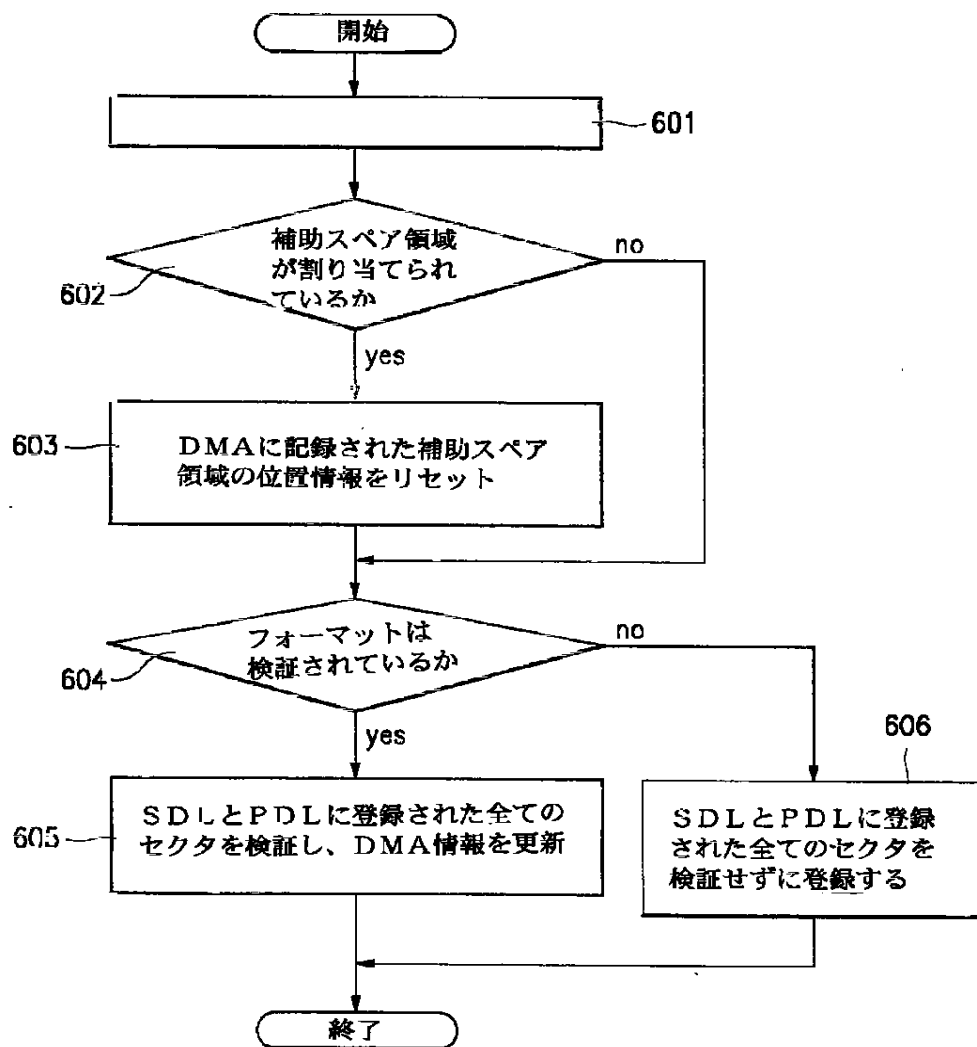 開始
601
補助スペア領域
が割り当てられ
ているか
no
602
yes
603
DMAに記録された補助スペア
領域の位置情報をリセット
フォーマットは
検証されているか
no
604
yes
606
605
SDLとPDLに登録された全ての
セクタを検証し、DMA情報を更新
SDLとPDLに登録
された全てのセクタを
検証せずに登録する
終了